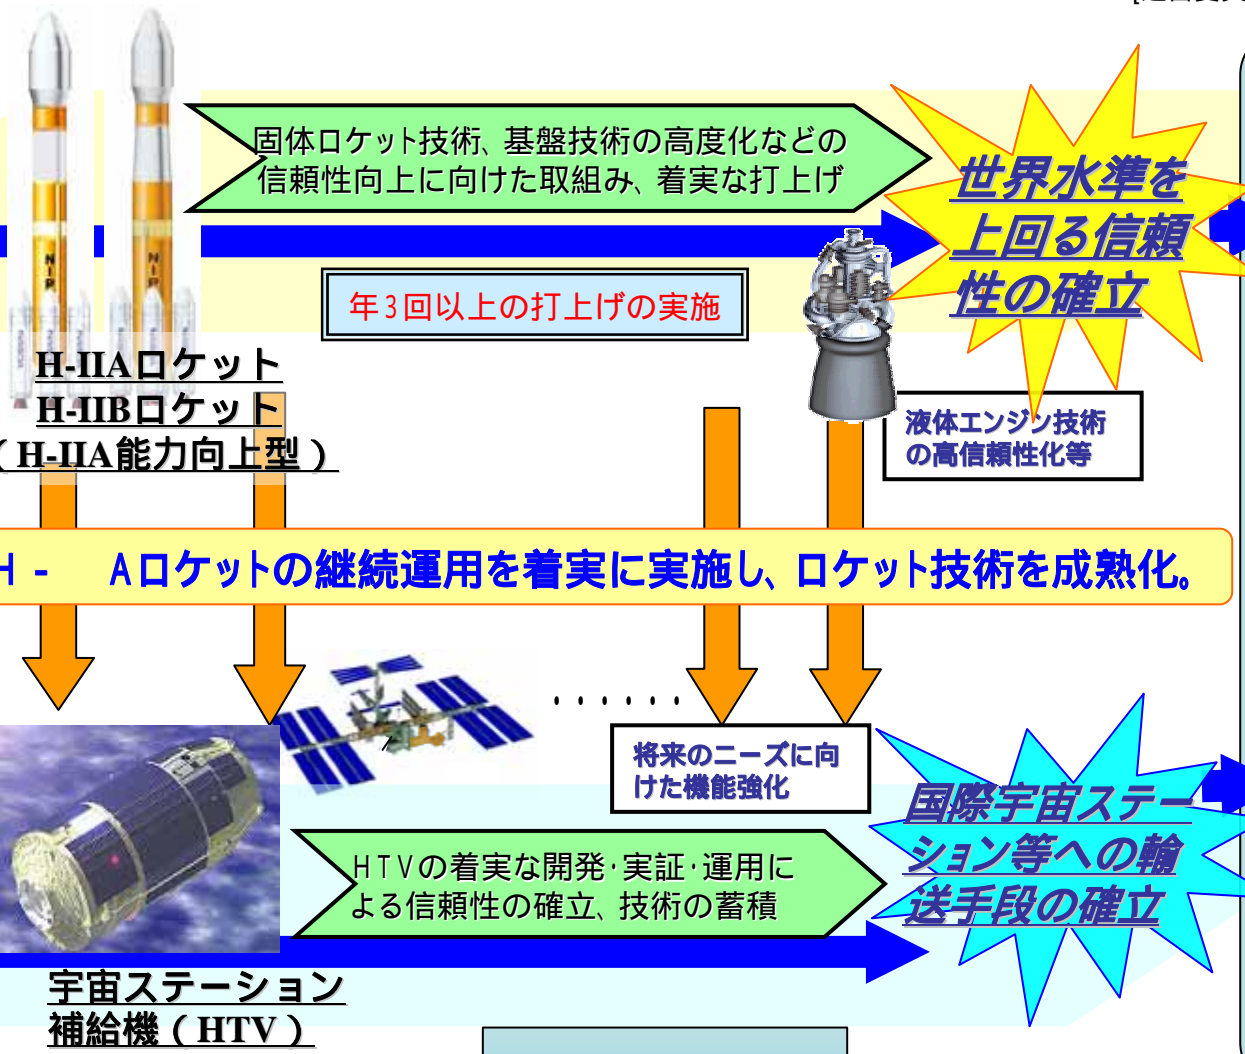 固体ロケット技術、基盤技術の高度化などの
信頼性向上に向けた取組み、着実な打上げ
世界水準を
上回る信頼
性の確立
年3回以上の打上げの実施
H-IIAロケット
H-IIBロケット
（H-IIA能力向上型）
液体エンジン技術
の高信頼性化等
H - Aロケットの継続運用を着実に実施し、ロケット技術を成熟化。
・・・・・・
将来のニーズに向
けた機能強化
国際宇宙ステー
ション等への輸
送手段の確立
HTVの着実な開発・実証・運用に
よる信頼性の確立、技術の蓄積
宇宙ステーション
補給機（HTV）